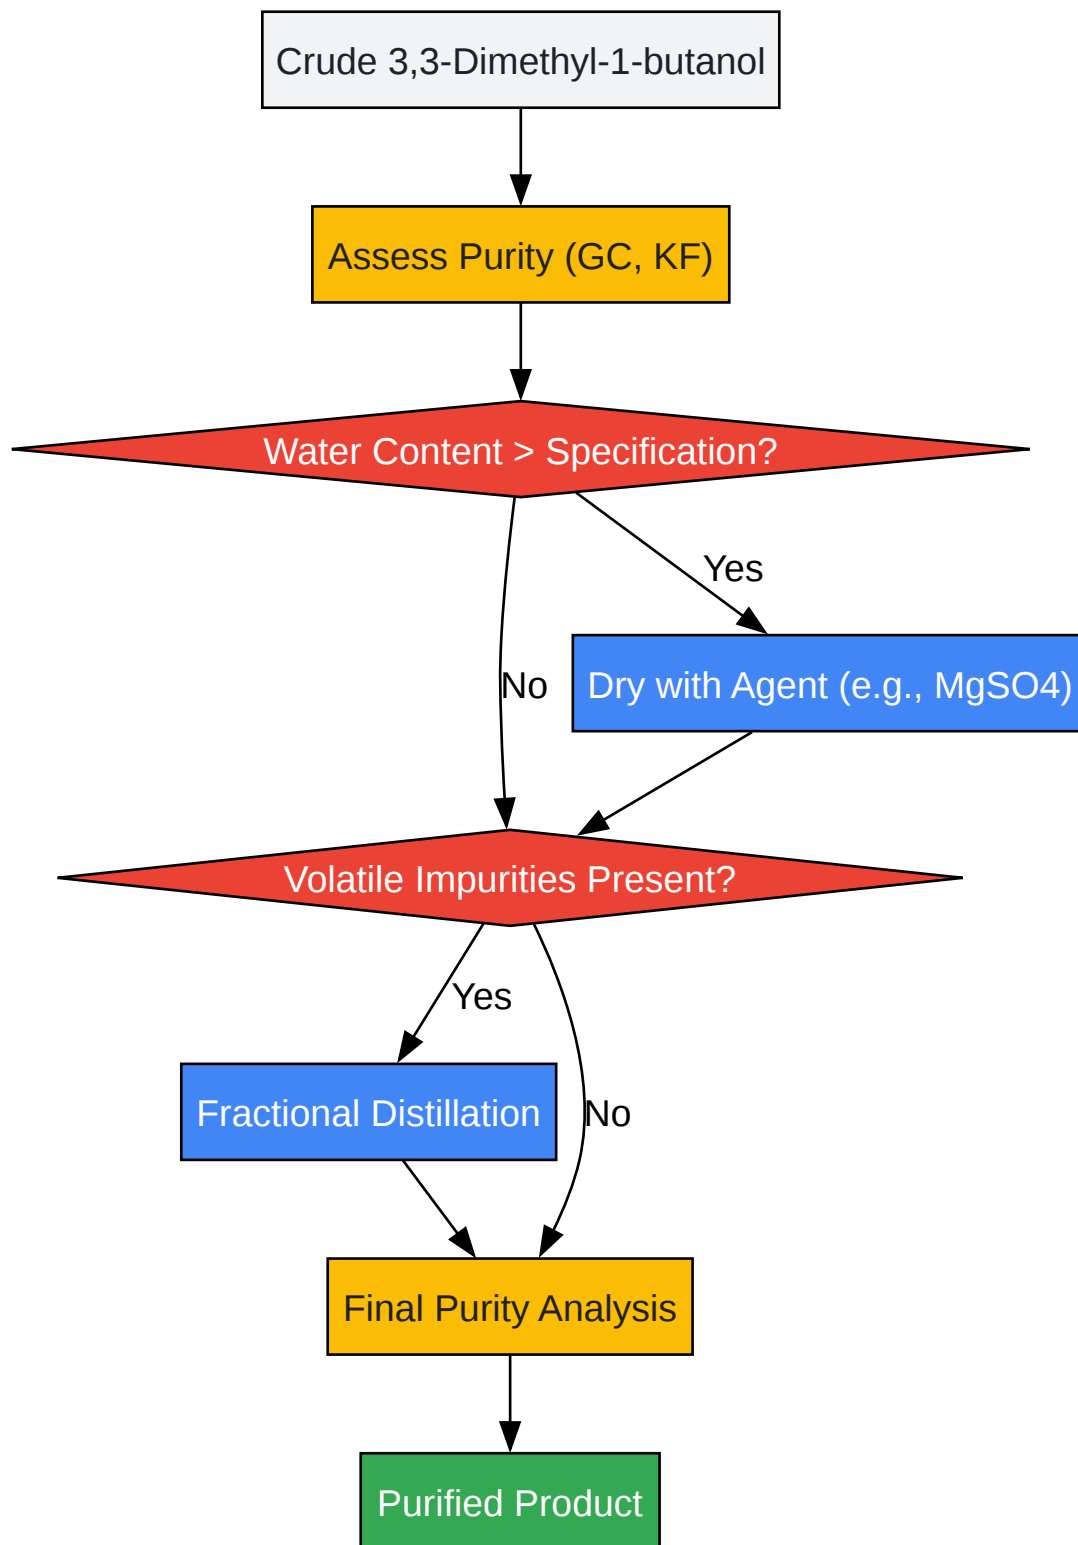 Crude 3,3-Dimethyl-1-butanol
Assess Purity (GC, KF)
Water Content > Specification?
Yes
No
Dry with Agent (e.g., MgSO4)
Volatile Impurities Present?
Yes
Fractional Distillation
No
Final Purity Analysis
Purified Product